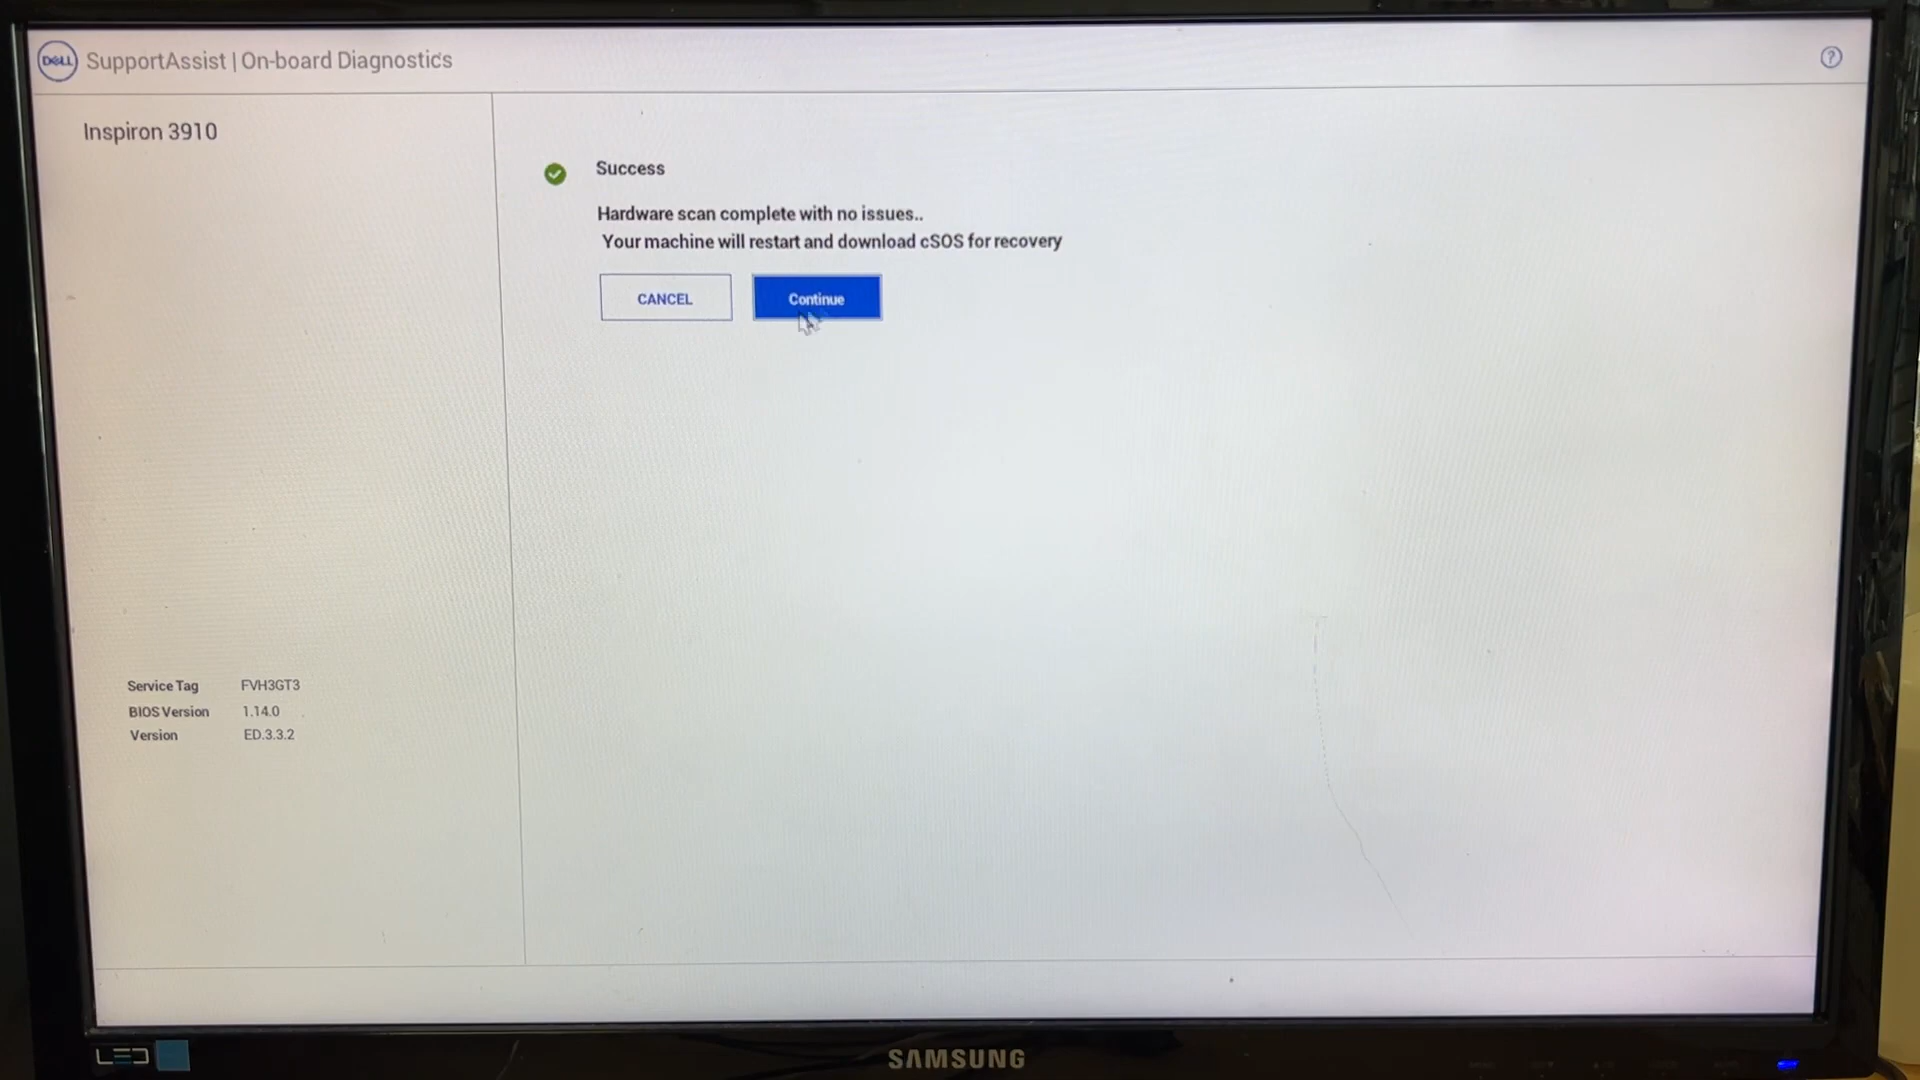 DELL SupportAssist | On-board Diagnostics ?
Inspiron 3910
Success
Hardware scan complete with no issues..
Your machine will restart and download cSOS for recovery
CANCEL Continue
Service Tag FVH3GT3
BIOS Version 1.14.0
Version ED.3.3.2
LED
SAMSUNG